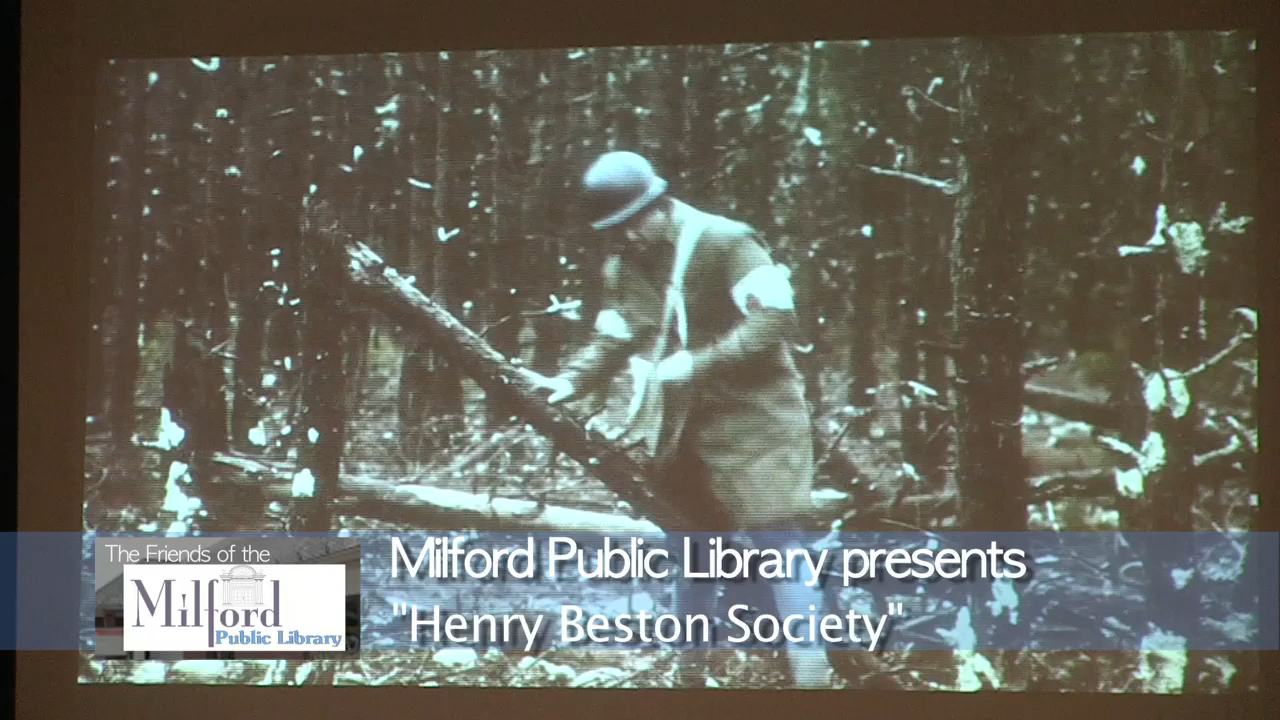 The Friends of the
Milford
Public Library
Milford Public Library presents
"Henry Beston Society"